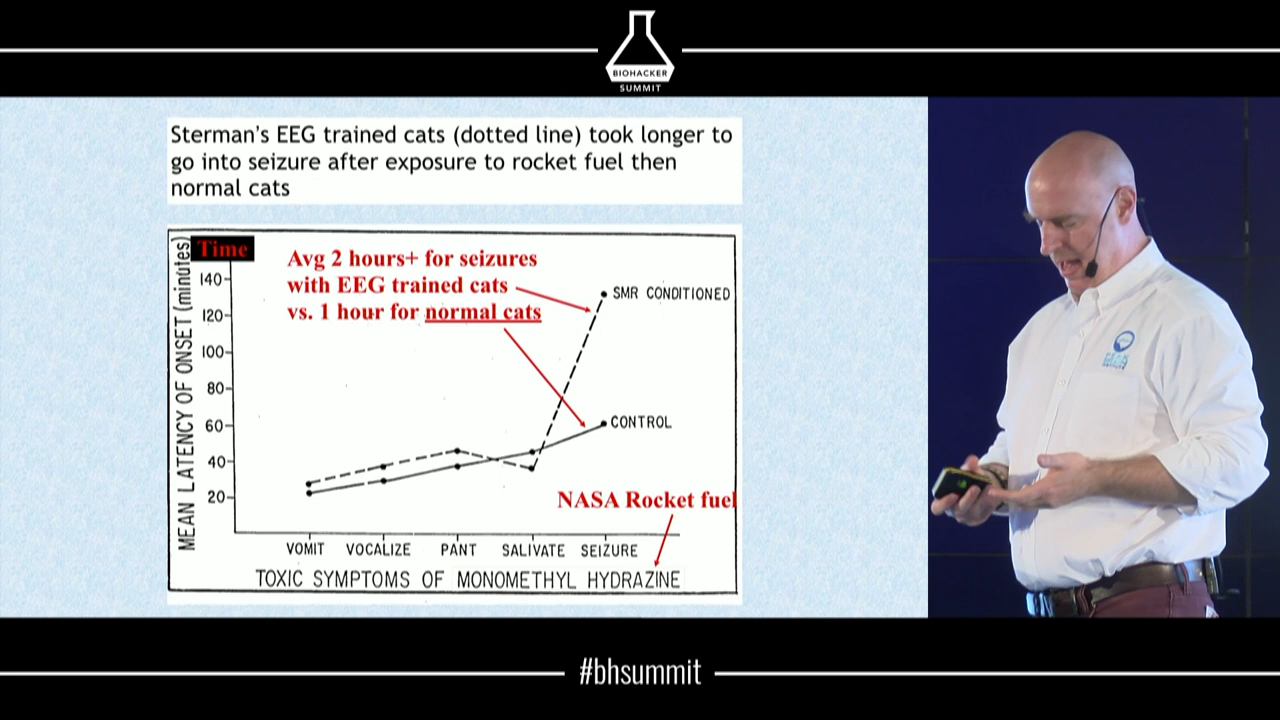 BIOHACKER
SUMMIT
Sterman's EEG trained cats (dotted line) took longer to
go into seizure after exposure to rocket fuel then
normal cats
Time
MEAN LATENCY OF ONSET (minutes)
140
120
100
80
60
40
20
Avg 2 hours+ for seizures
with EEG trained cats
vs. 1 hour for normal cats
SMR CONDITIONED
CONTROL
NASA Rocket fuel
VOMIT VOCALIZE PANT SALIVATE SEIZURE
TOXIC SYMPTOMS OF MONOMETHYL HYDRAZINE
#bhsummit